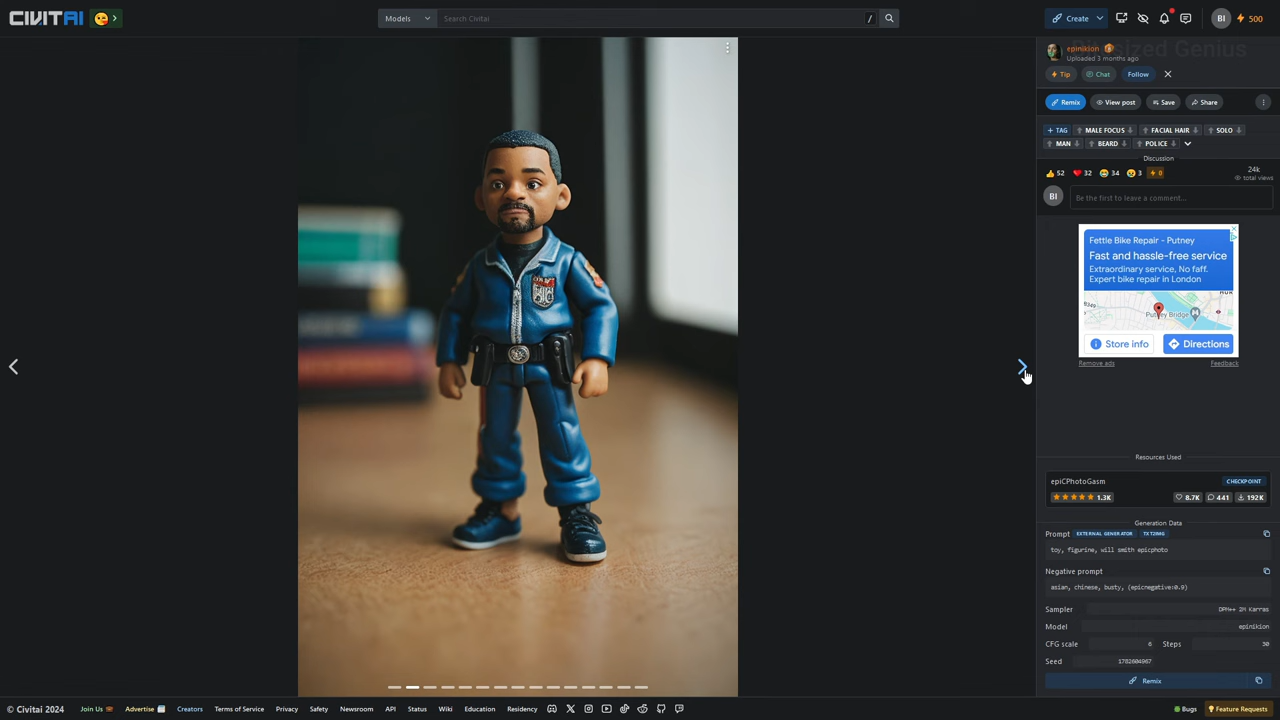 CIVITAI
Models
Search Civitai
/
Create
BI
500
Bitesized Genius
epinikion
Uploaded 3 months ago
Tip
Chat
Follow
Remix
View post
Save
Share
+ TAG
MALE FOCUS
FACIAL HAIR
SOLO
MAN
BEARD
POLICE
Discussion
52
32
34
3
0
24k
total views
BI
Be the first to leave a comment...
Fettle Bike Repair - Putney
Fast and hassle-free service
Extraordinary service, No faff.
Expert bike repair in London
Putney Bridge
Store info
Directions
Remove ads
Feedback
Resources Used
epiCPhotoGasm
CHECKPOINT
1.3K
8.7K
441
192K
Generation Data
Prompt
EXTERNAL GENERATOR
TXT2IMG
toy, figurine, will smith epicphoto
Negative prompt
asian, chinese, busty, (epicnegative:0.9)
Sampler
DPM++ 2M Karras
Model
epinikion
CFG scale
6
Steps
30
Seed
1782604967
Remix
© Civitai 2024
Join Us
Advertise
Creators
Terms of Service
Privacy
Safety
Newsroom
API
Status
Wiki
Education
Residency
Bugs
Feature Requests